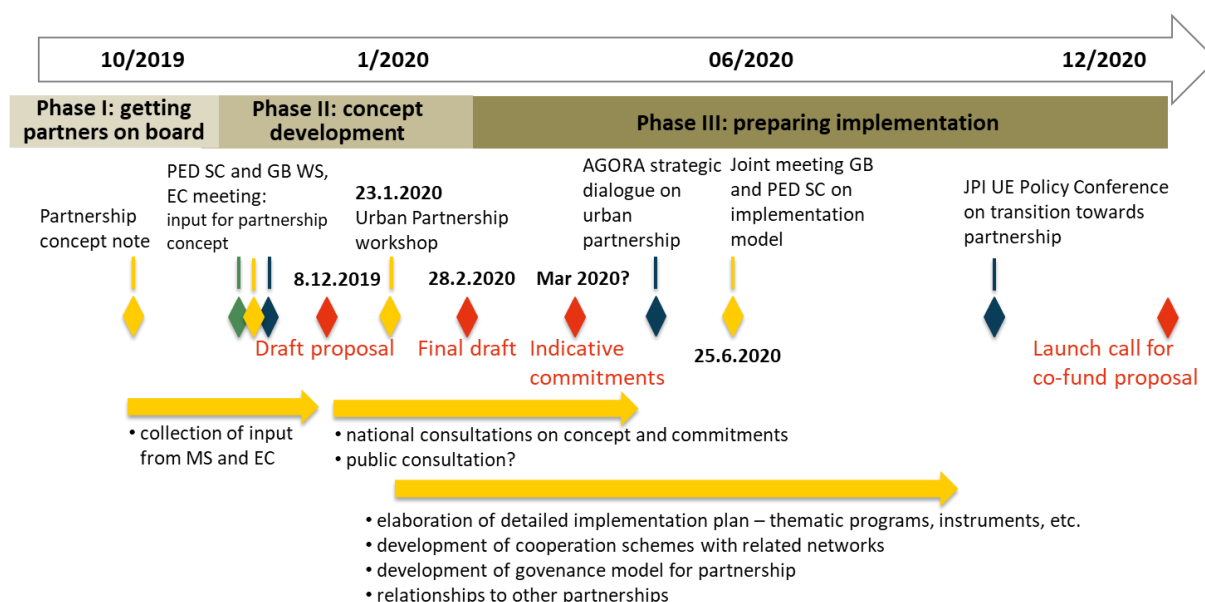 10/2019
1/2020
06/2020
12/2020
Phase I: getting
partners on board
Phase II: concept
development
Phase III: preparing implementation
Partnership
concept note
PED SC and GB WS,
EC meeting:
input for partnership
concept
23.1.2020
Urban Partnership
workshop
AGORA strategic
dialogue on
urban
partnership
Joint meeting GB
and PED SC on
implementation
model
JPI UE Policy Conference
on transition towards
partnership
8.12.2019
28.2.2020
Mar 2020?
25.6.2020
Draft proposal
Final draft
Indicative
commitments
Launch call for
co-fund proposal
• collection of input
from MS and EC
• national consultations on concept and commitments
• public consultation?
• elaboration of detailed implementation plan – thematic programs, instruments, etc.
• development of cooperation schemes with related networks
• development of govenance model for partnership
• relationships to other partnerships